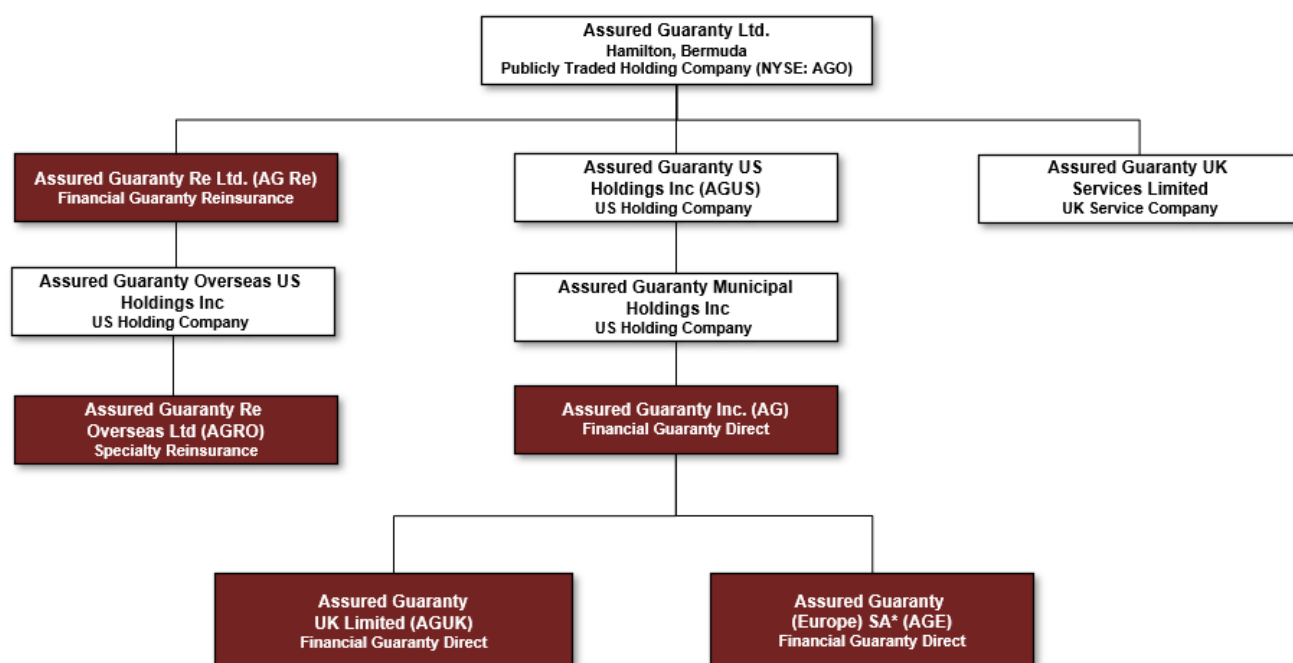 Assured Guaranty Ltd.
Hamilton, Bermuda
Publicly Traded Holding Company (NYSE: AGO)
Assured Guaranty Re Ltd. (AG Re)
Financial Guaranty Reinsurance
Assured Guaranty US
Holdings Inc (AGUS)
US Holding Company
Assured Guaranty UK
Services Limited
UK Service Company
Assured Guaranty Overseas US
Holdings Inc
US Holding Company
Assured Guaranty Municipal
Holdings Inc
US Holding Company
Assured Guaranty Re
Overseas Ltd (AGRO)
Specialty Reinsurance
Assured Guaranty Inc. (AG)
Financial Guaranty Direct
Assured Guaranty
UK Limited (AGUK)
Financial Guaranty Direct
Assured Guaranty
(Europe) SA* (AGE)
Financial Guaranty Direct